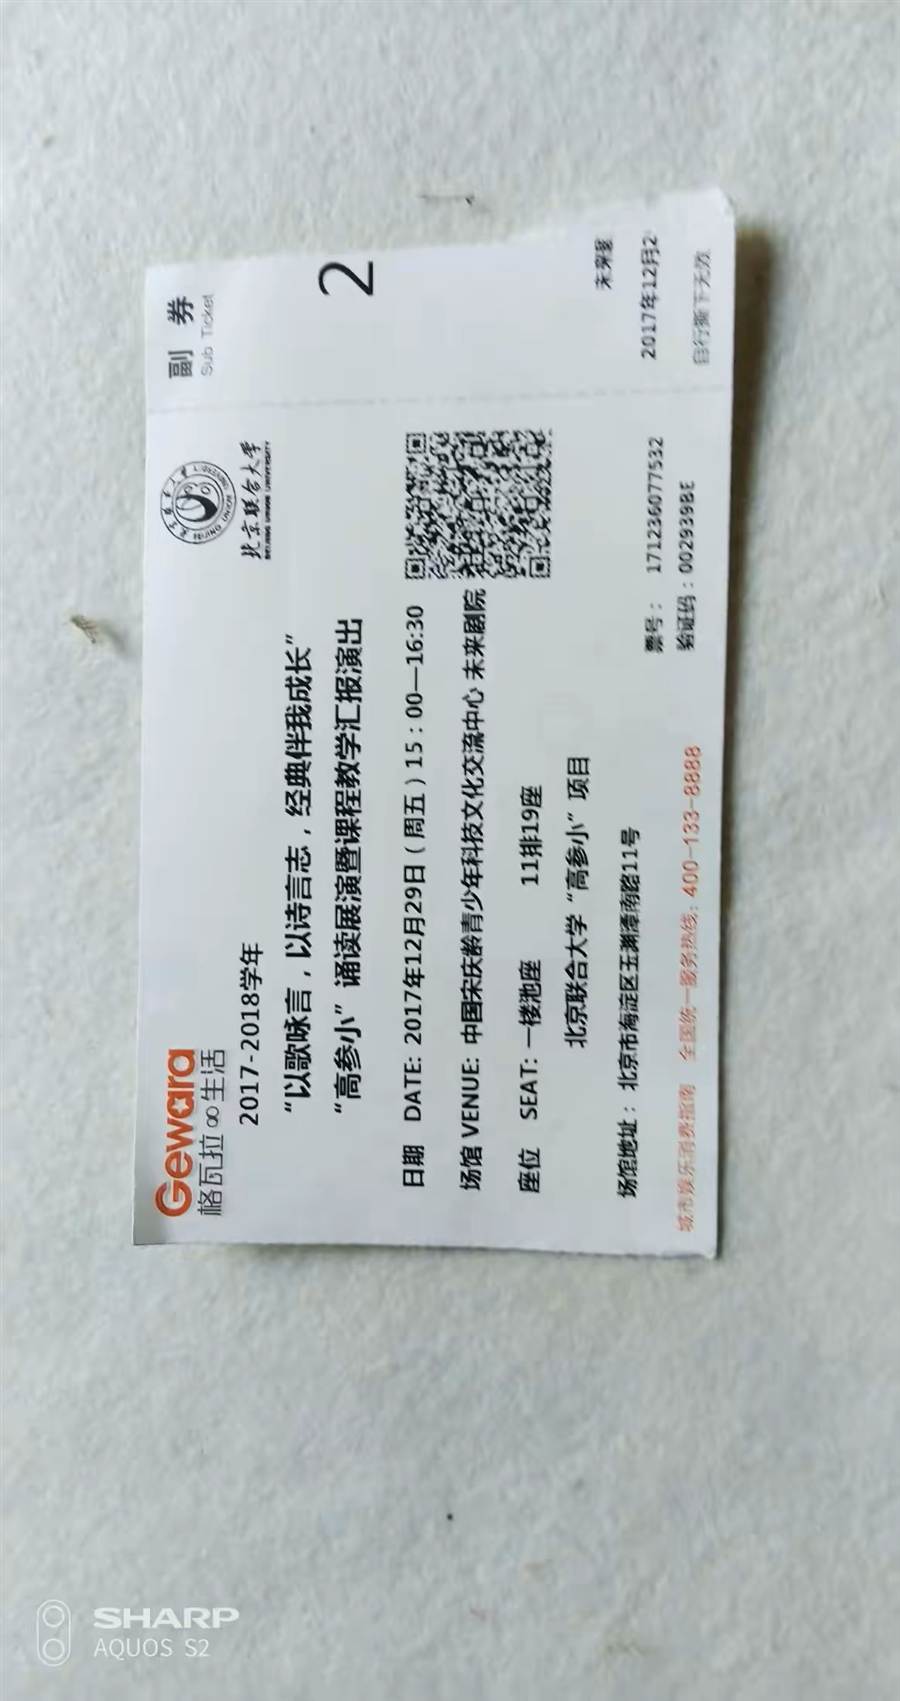 Gewara
格瓦拉∞生活
北京联合大学
BEIJING UNION UNIVERSITY
2017-2018学年
“以歌咏言，以诗言志，经典伴我成长”
“高参小”诵读展演暨课程教学汇报演出
日期 DATE: 2017年12月29日（周五）15：00—16:30
场馆 VENUE: 中国宋庆龄青少年科技文化交流中心 未来剧院
座位 SEAT: 一楼池座 11排19座
北京联合大学“高参小”项目
场馆地址：北京市海淀区玉渊潭南路11号
票号： 171236077532
验证码：002939BE
城市娱乐消费指南 全国统一服务热线: 400-133-8888
副 券
Sub Ticket
2
未来剧
2017年12月2
自行撕下无效
SHARP
AQUOS S2